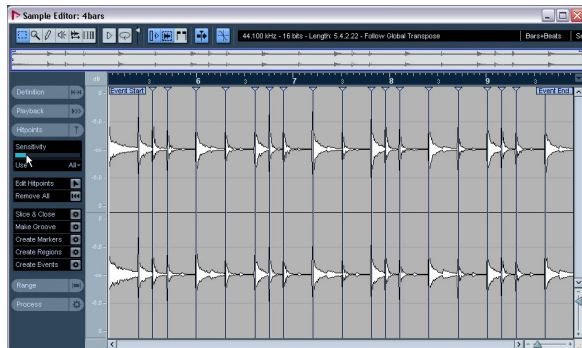 Sample Editor: 4bars
44.100 kHz - 16 bits - Length: 5.4.2.22 - Follow Global Transpose
Bars+Beats
dB
3
6
3
7
3
8
3
9
3
Definition
Event Start
Event End
Playback
Hitpoints
Sensitivity
Use
All
Edit Hitpoints
Remove All
Slice & Close
Make Groove
Create Markers
Create Regions
Create Events
Range
Process